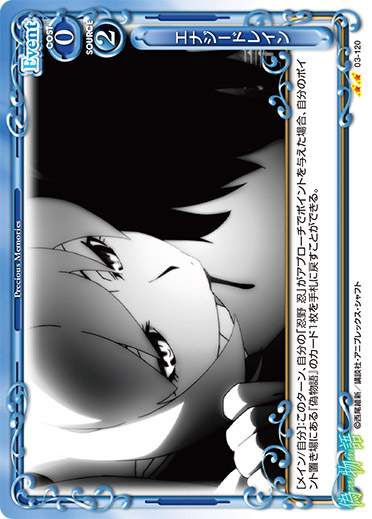 Event
COST
0
SOURCE
2
エナジードレイン
Precious Memories
[メイン/自分]:このターン、自分の「忍野 忍」がアプローチでポイントを与えた場合、自分のポイ
ント置き場にある『偽物語』のカード1枚を手札に戻すことができる。
偽物語
©西尾維新／講談社・アニプレックス・シャフト
03-120